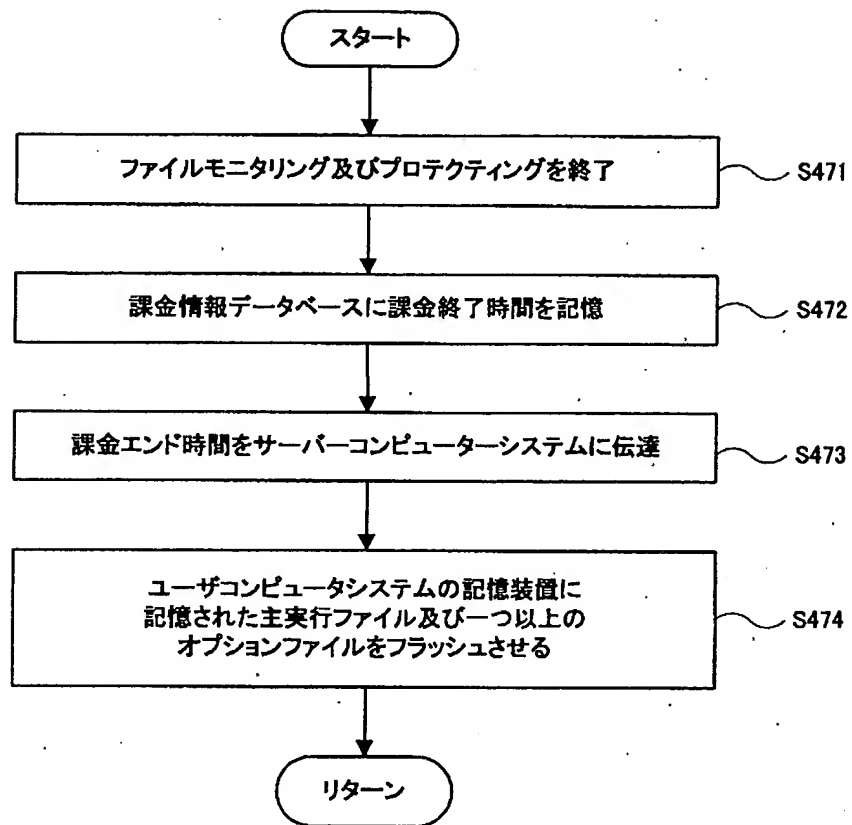 スタート
ファイルモニタリング及びプロテクティングを終了
S471
課金情報データベースに課金終了時間を記憶
S472
課金エンド時間をサーバーコンピューターシステムに伝達
S473
ユーザコンピュータシステムの記憶装置に
記憶された主実行ファイル及び一つ以上の
オプションファイルをフラッシュさせる
S474
リターン